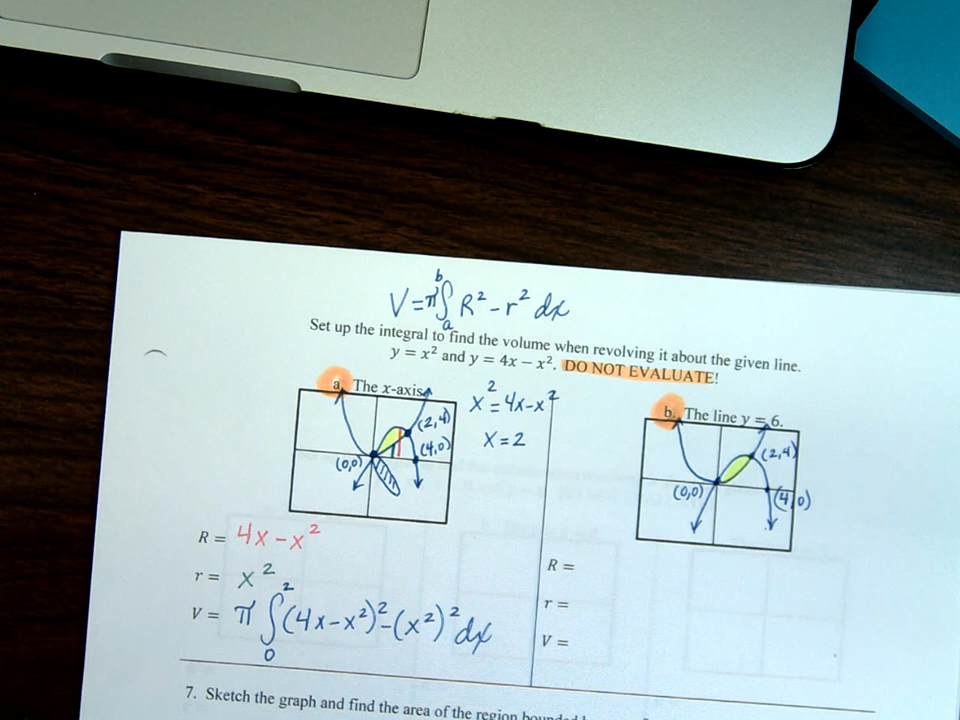 V = π∫ₐᵇ R² - r² dx
Set up the integral to find the volume when revolving it about the given line.
y = x² and y = 4x − x². DO NOT EVALUATE!
a. The x-axis.
x² = 4x-x²
x = 2
(2,4)
(4,0)
(0,0)
R = 4x - x²
r = x²
V = π ∫₀² (4x - x²)² - (x²)² dx
b. The line y = 6.
(2,4)
(0,0)
(4,0)
R =
r =
V =
7. Sketch the graph and find the area of the region bounded